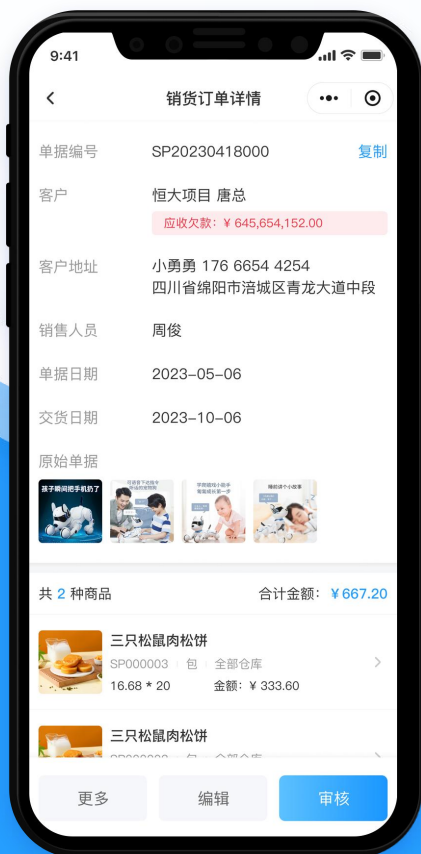 9:41
销货订单详情
单据编号 SP20230418000 复制
客户 恒大项目 唐总
应收欠款：¥ 645,654,152.00
客户地址 小勇勇 176 6654 4254
四川省绵阳市涪城区青龙大道中段
销售人员 周俊
单据日期 2023–05–06
交货日期 2023–10–06
原始单据
孩子瞬间把手机扔了
睡前讲个小故事
共 2 种商品 合计金额：¥ 667.20
三只松鼠肉松饼
SP000003 包 全部仓库
16.68 * 20 金额：¥ 333.60
三只松鼠肉松饼
更多 编辑 审核